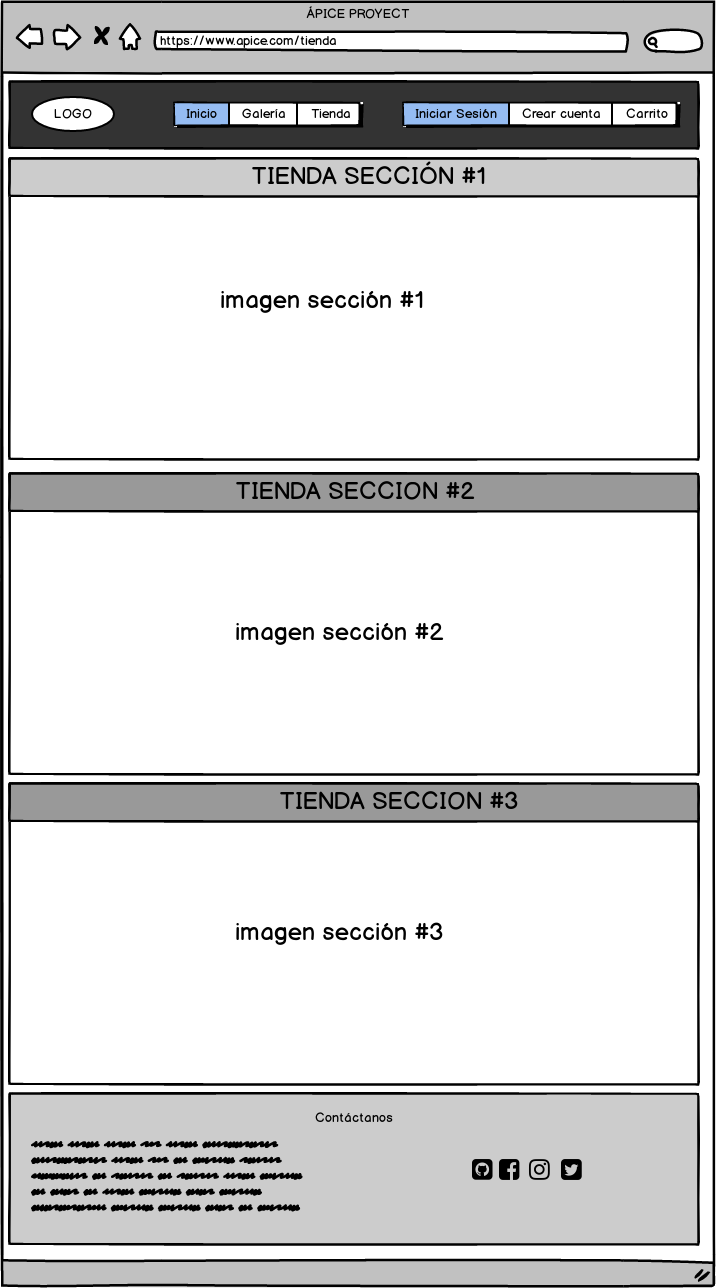 ÁPICE PROYECT
https://www.apice.com/tienda
LOGO Inicio Galería Tienda Iniciar Sesión Crear cuenta Carrito
TIENDA SECCIÓN #1
imagen sección #1
TIENDA SECCION #2
imagen sección #2
TIENDA SECCION #3
imagen sección #3
Contáctanos